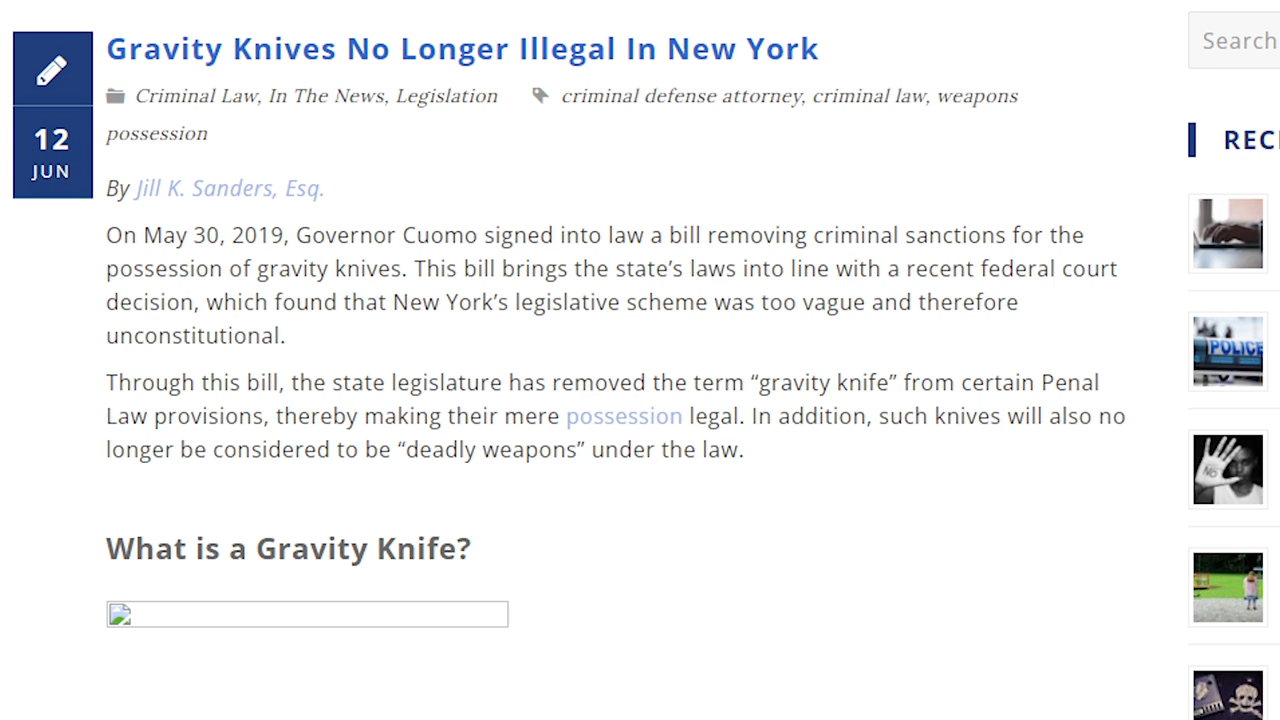 Gravity Knives No Longer Illegal In New York
Criminal Law, In The News, Legislation criminal defense attorney, criminal law, weapons
possession
12
JUN
By Jill K. Sanders, Esq.
On May 30, 2019, Governor Cuomo signed into law a bill removing criminal sanctions for the
possession of gravity knives. This bill brings the state’s laws into line with a recent federal court
decision, which found that New York’s legislative scheme was too vague and therefore
unconstitutional.
Through this bill, the state legislature has removed the term “gravity knife” from certain Penal
Law provisions, thereby making their mere possession legal. In addition, such knives will also no
longer be considered to be “deadly weapons” under the law.
What is a Gravity Knife?
Search
REC
POLICE
NO